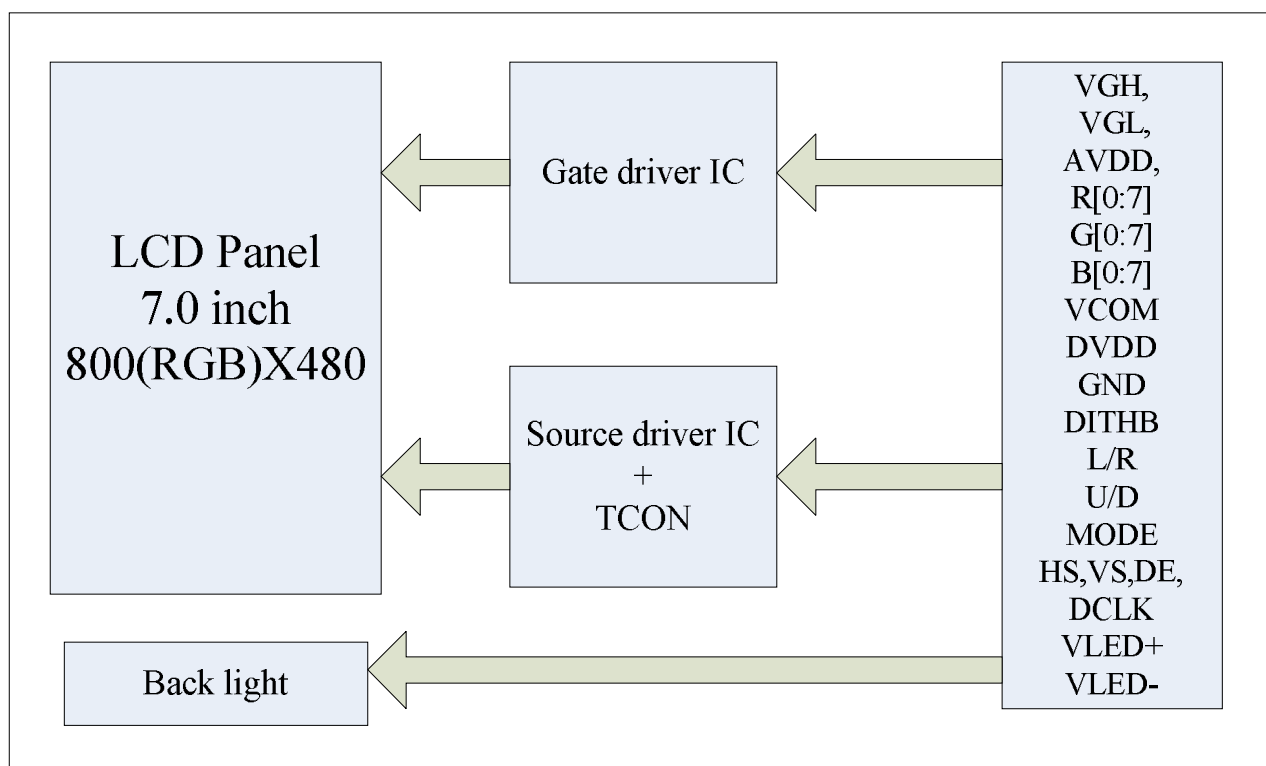 LCD Panel
7.0 inch
800(RGB)X480
Gate driver IC
Source driver IC
+
TCON
Back light
VGH,
VGL,
AVDD,
R[0:7]
G[0:7]
B[0:7]
VCOM
DVDD
GND
DITHB
L/R
U/D
MODE
HS,VS,DE,
DCLK
VLED+
VLED-